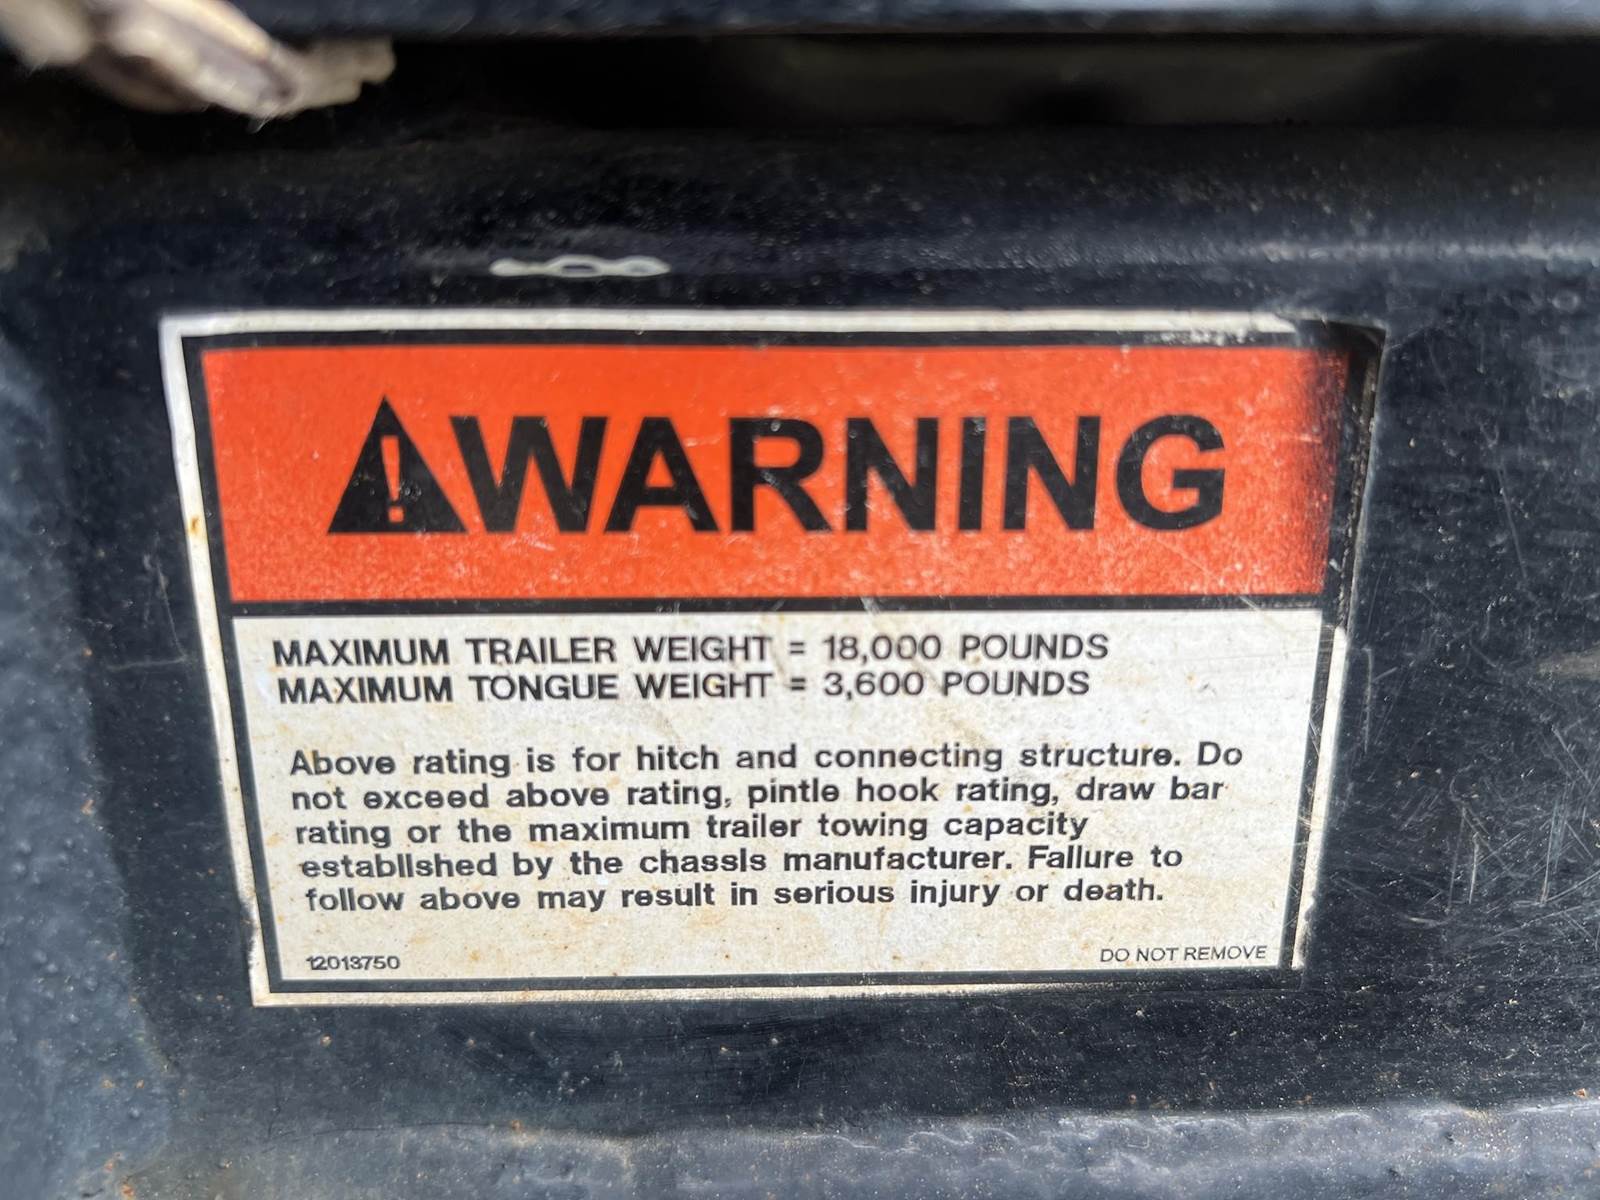 WARNING
MAXIMUM TRAILER WEIGHT = 18,000 POUNDS
MAXIMUM TONGUE WEIGHT = 3,600 POUNDS
Above rating is for hitch and connecting structure. Do
not exceed above rating, pintle hook rating, draw bar
rating or the maximum trailer towing capacity
established by the chassis manufacturer. Failure to
follow above may result in serious injury or death.
12013750
DO NOT REMOVE